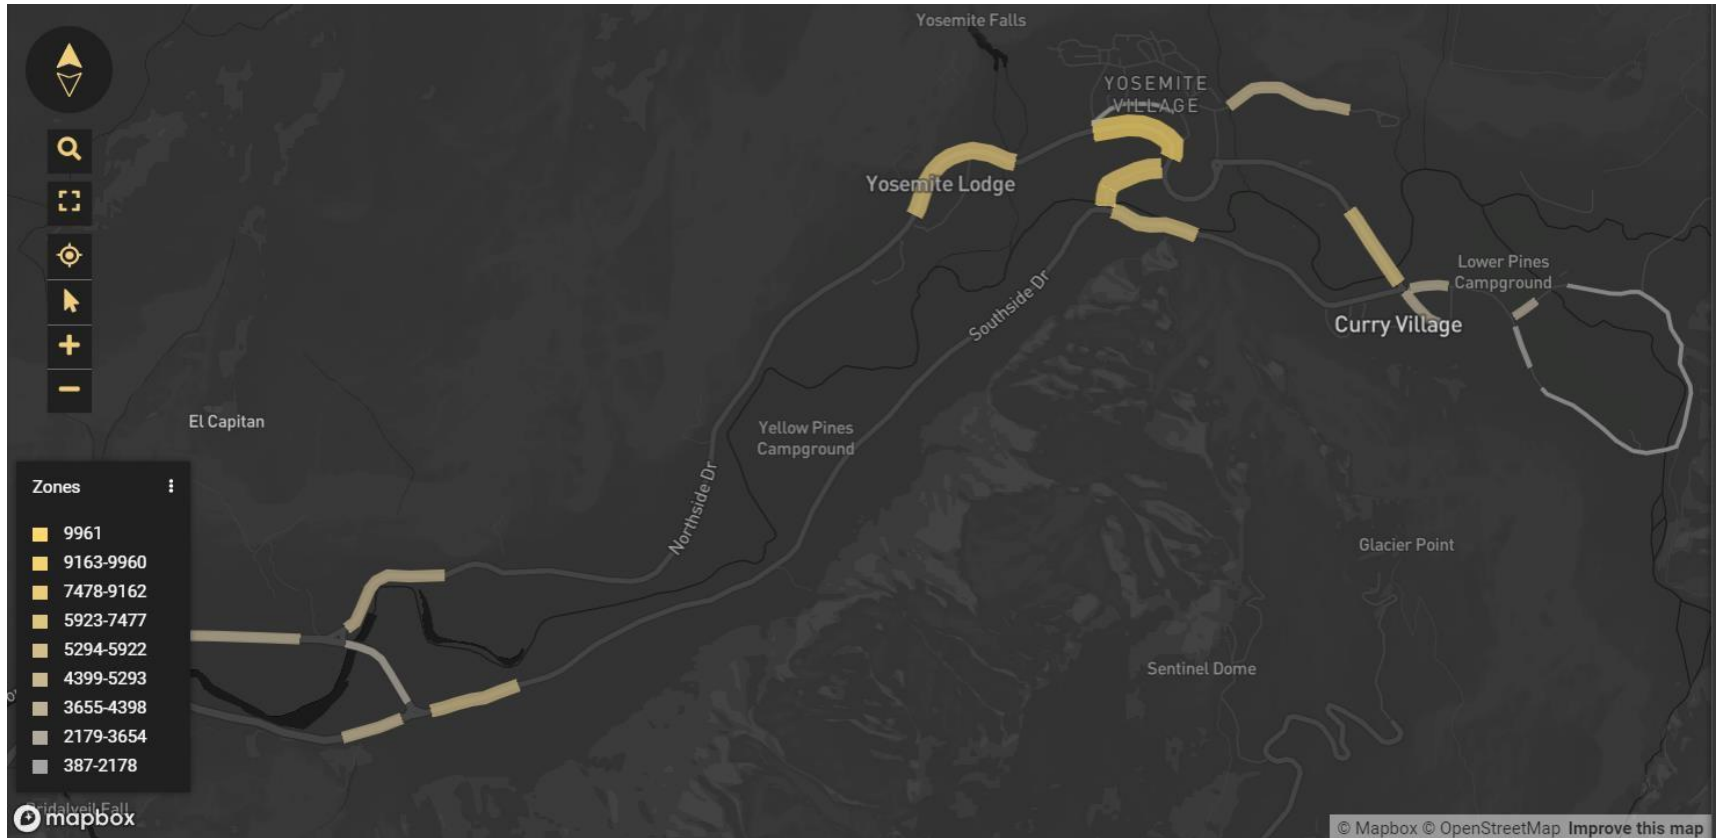 Yosemite Falls
YOSEMITE
VILLAGE
Yosemite Lodge
Lower Pines
Campground
Curry Village
Southside Dr
El Capitan
Yellow Pines
Campground
Northside Dr
Glacier Point
Sentinel Dome
Zones
9961
9163-9960
7478-9162
5923-7477
5294-5922
4399-5293
3655-4398
2179-3654
387-2178
Bridalveil Fall
mapbox
© Mapbox © OpenStreetMap Improve this map